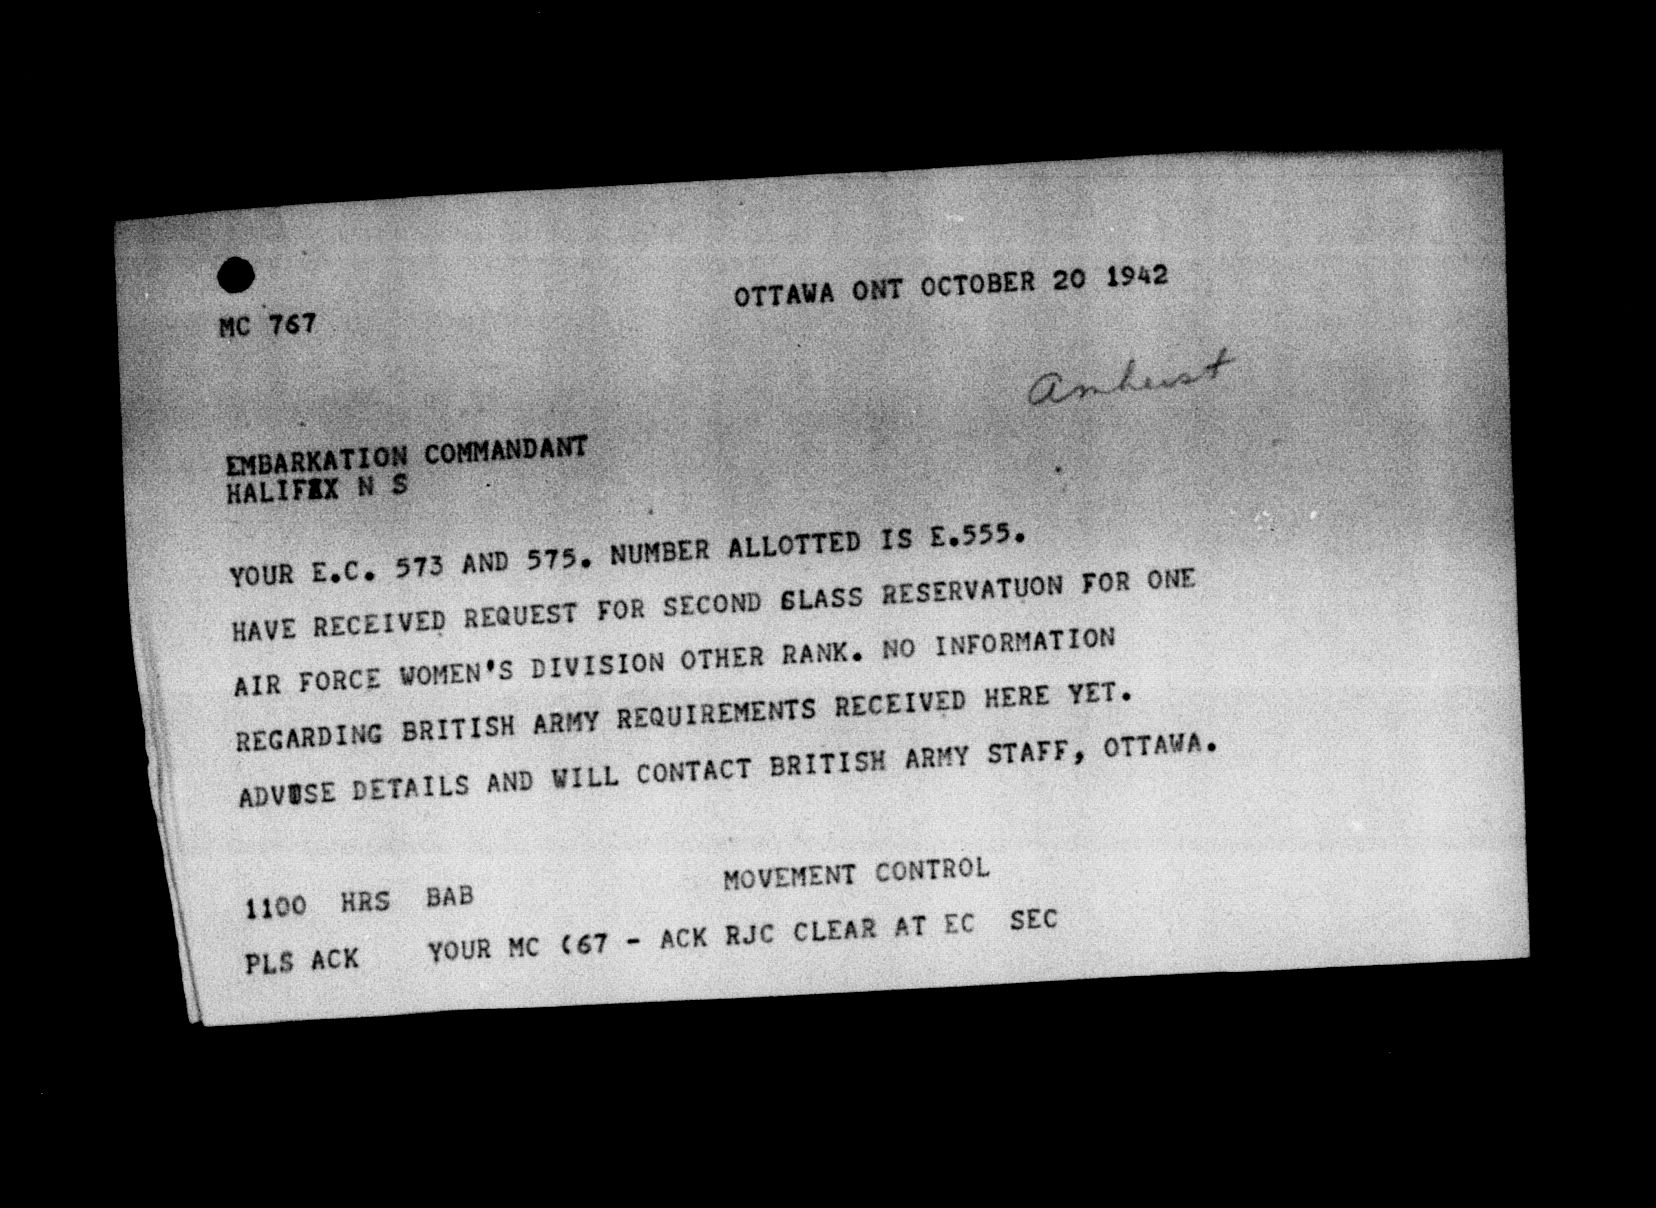 OTTAWA ONT OCTOBER 20 1942
MC 767
Amherst
EMBARKATION COMMANDANT
HALIFAX N S
YOUR E.C. 573 AND 575. NUMBER ALLOTTED IS E.555.
HAVE RECEIVED REQUEST FOR SECOND CLASS RESERVATUON FOR ONE
AIR FORCE WOMEN'S DIVISION OTHER RANK. NO INFORMATION
REGARDING BRITISH ARMY REQUIREMENTS RECEIVED HERE YET.
ADVISE DETAILS AND WILL CONTACT BRITISH ARMY STAFF, OTTAWA.
1100 HRS BAB MOVEMENT CONTROL
PLS ACK YOUR MC (67 - ACK RJC CLEAR AT EC SEC